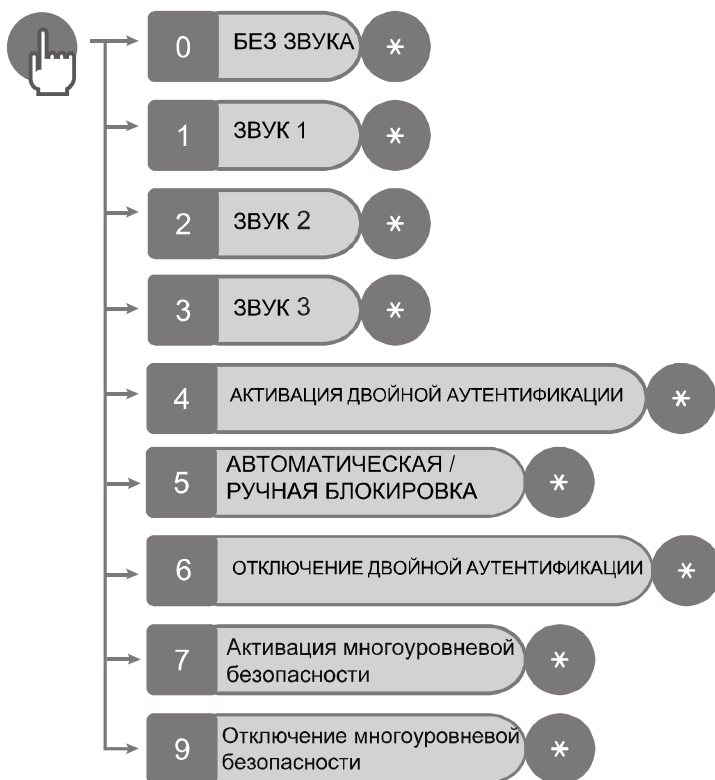 0 БЕЗ ЗВУКА *
1 ЗВУК 1 *
2 ЗВУК 2 *
3 ЗВУК 3 *
4 АКТИВАЦИЯ ДВОЙНОЙ АУТЕНТИФИКАЦИИ *
5 АВТОМАТИЧЕСКАЯ /
РУЧНАЯ БЛОКИРОВКА *
6 ОТКЛЮЧЕНИЕ ДВОЙНОЙ АУТЕНТИФИКАЦИИ *
7 Активация многоуровневой
безопасности *
9 Отключение многоуровневой
безопасности *